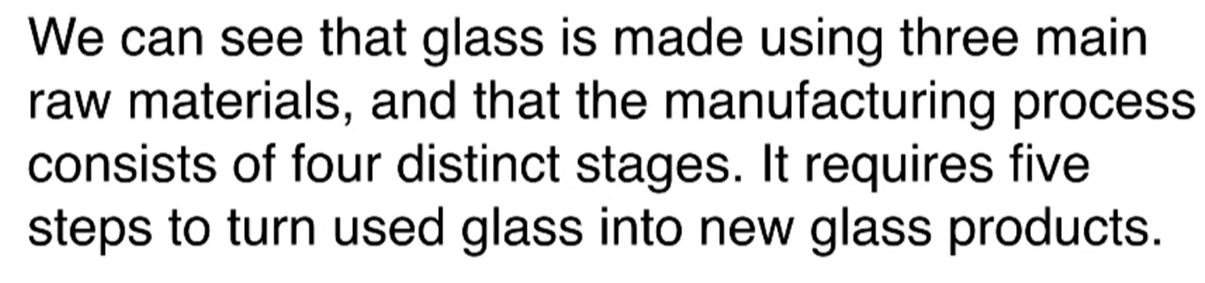 We can see that glass is made using three main
raw materials, and that the manufacturing process
consists of four distinct stages. It requires five
steps to turn used glass into new glass products.